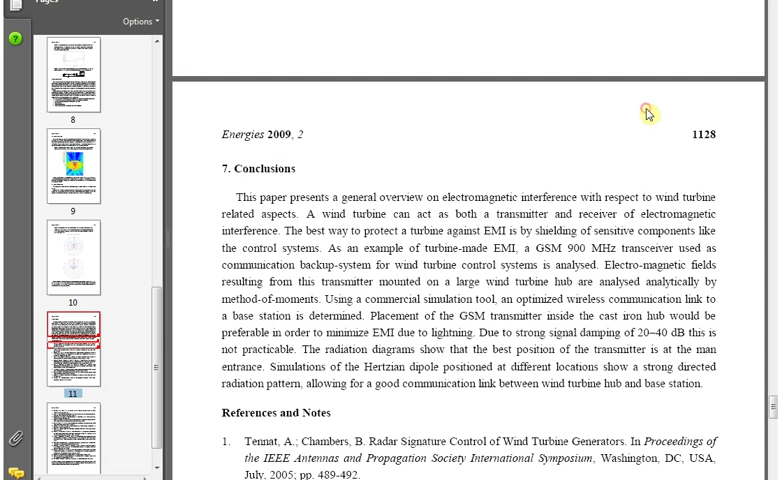 Pages
Options
8
9
10
11
Energies 2009, 2 1128
7. Conclusions
This paper presents a general overview on electromagnetic interference with respect to wind turbine
related aspects. A wind turbine can act as both a transmitter and receiver of electromagnetic
interference. The best way to protect a turbine against EMI is by shielding of sensitive components like
the control systems. As an example of turbine-made EMI, a GSM 900 MHz transceiver used as
communication backup-system for wind turbine control systems is analysed. Electro-magnetic fields
resulting from this transmitter mounted on a large wind turbine hub are analysed analytically by
method-of-moments. Using a commercial simulation tool, an optimized wireless communication link to
a base station is determined. Placement of the GSM transmitter inside the cast iron hub would be
preferable in order to minimize EMI due to lightning. Due to strong signal damping of 20–40 dB this is
not practicable. The radiation diagrams show that the best position of the transmitter is at the man
entrance. Simulations of the Hertzian dipole positioned at different locations show a strong directed
radiation pattern, allowing for a good communication link between wind turbine hub and base station.
References and Notes
1. Tennat, A.; Chambers, B. Radar Signature Control of Wind Turbine Generators. In Proceedings of
the IEEE Antennas and Propagation Society International Symposium, Washington, DC, USA,
July, 2005; pp. 489-492.